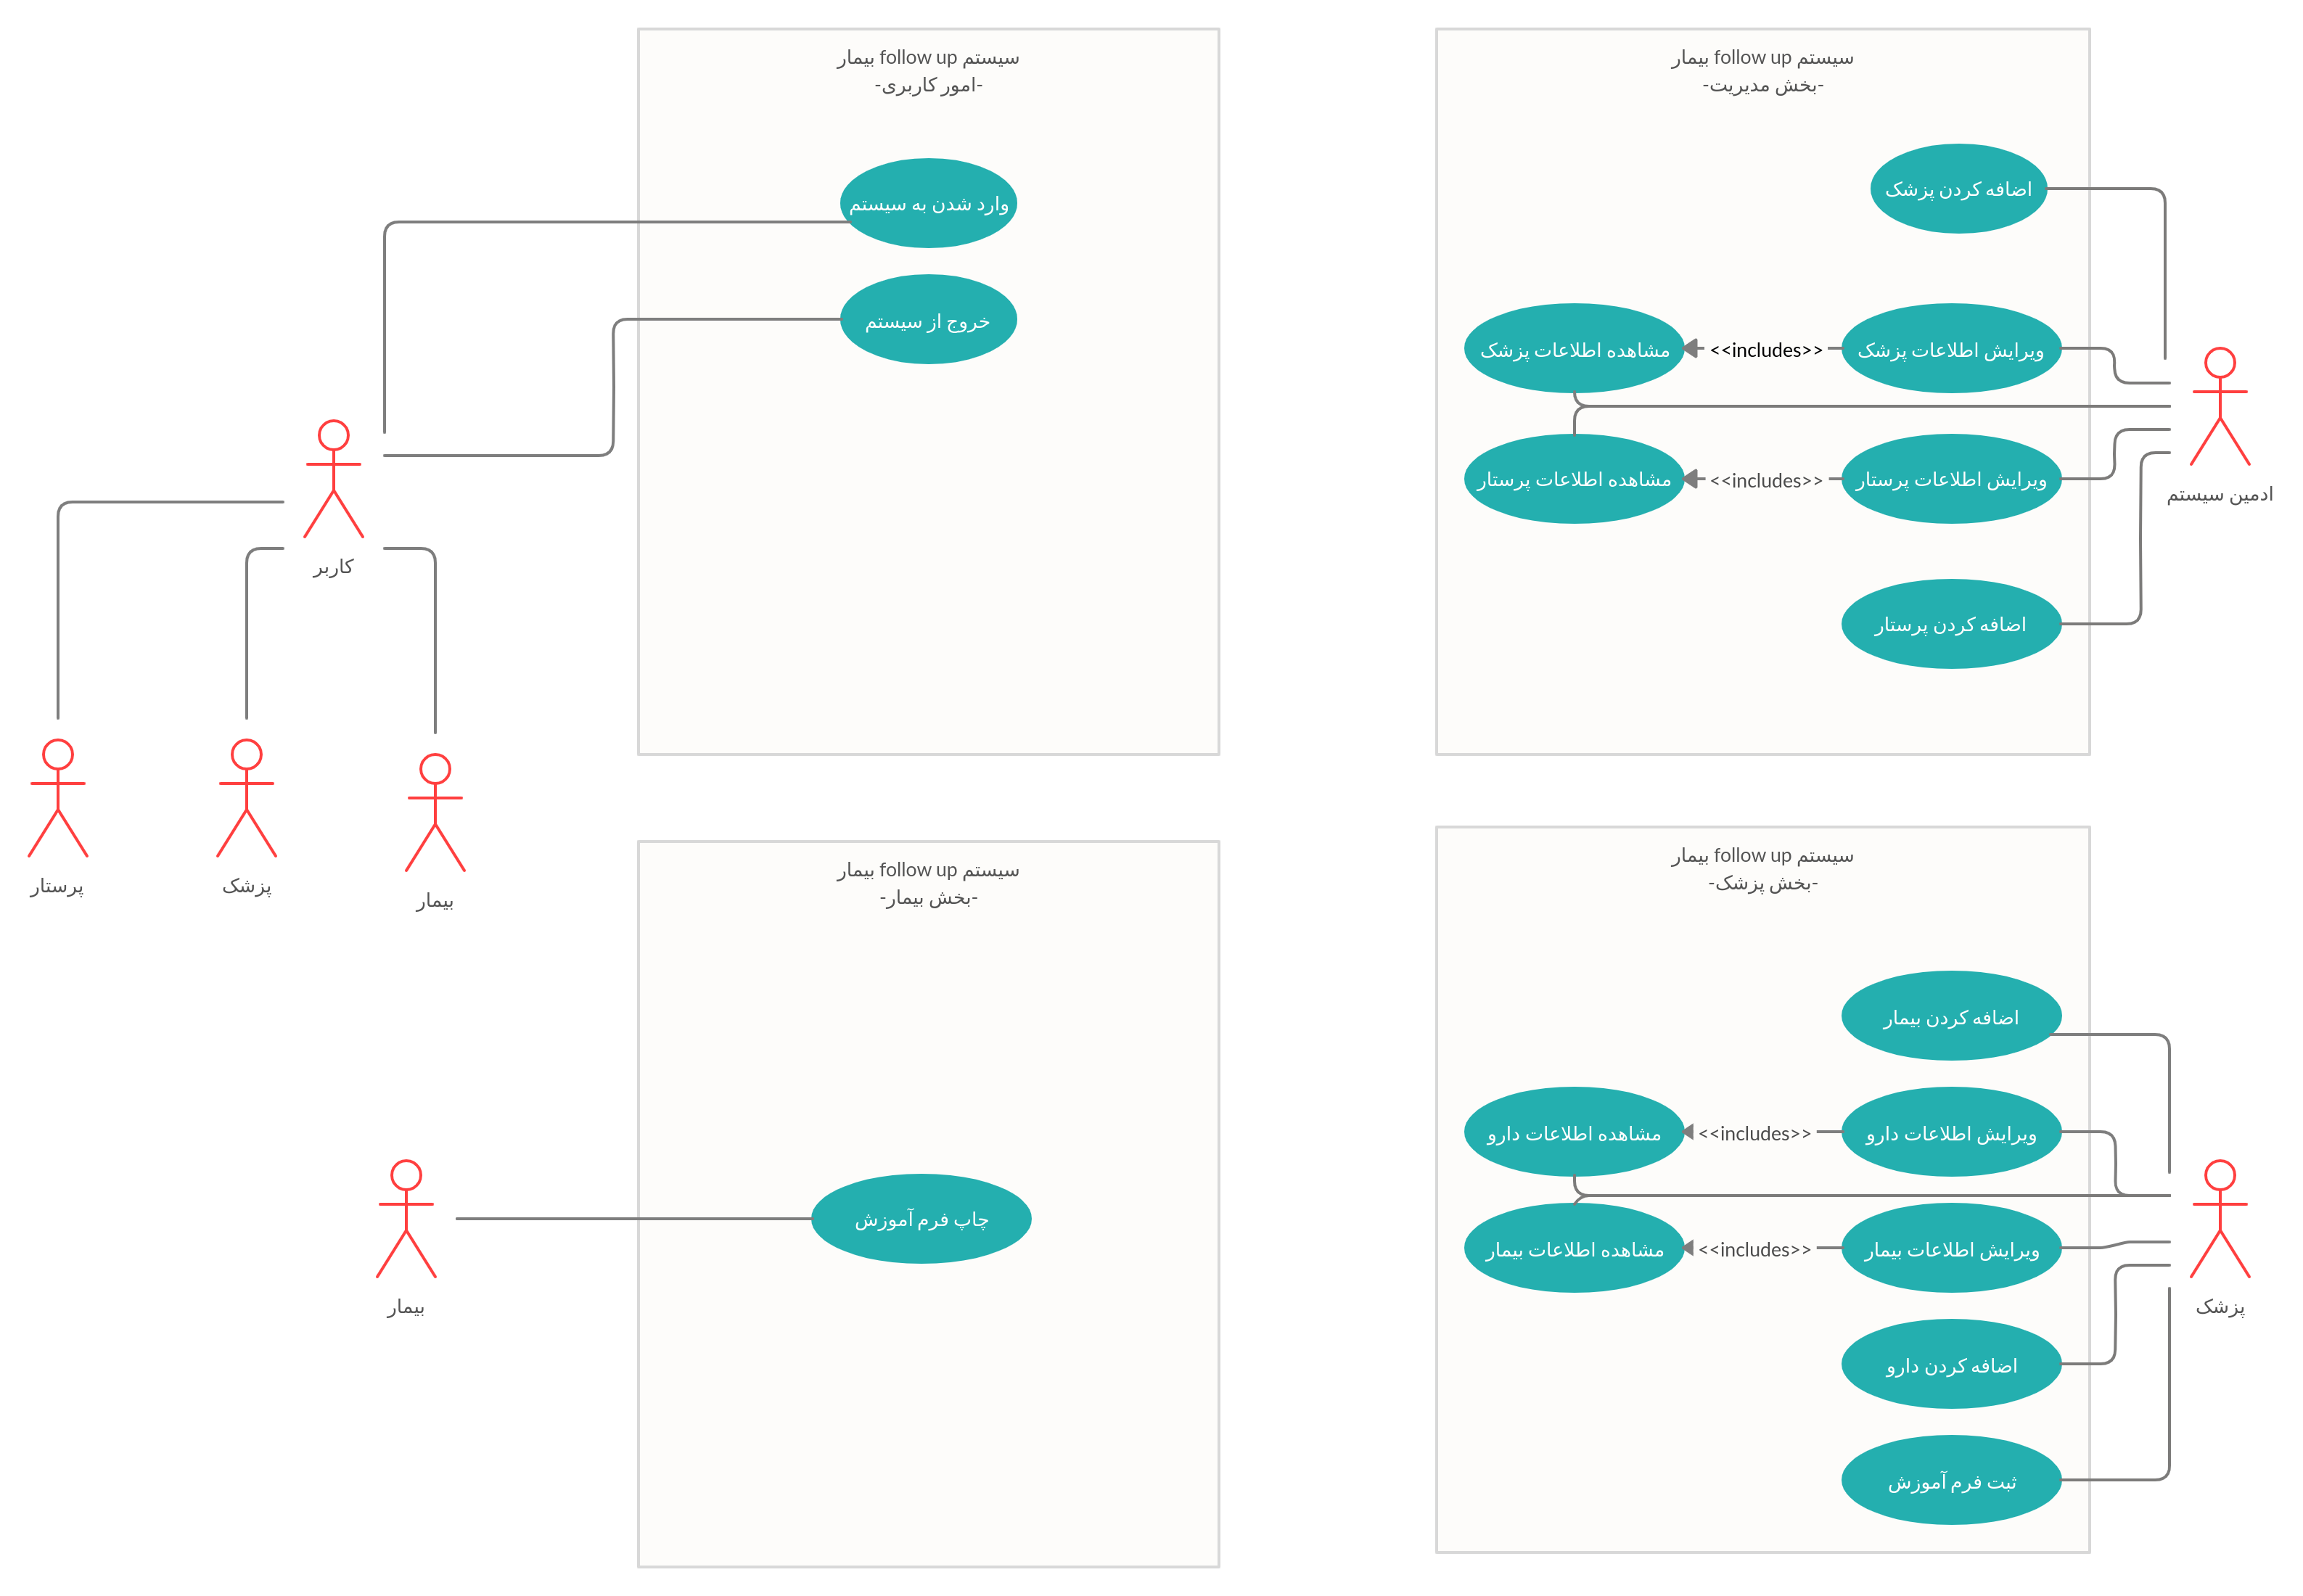 سیستم follow up بیمار
-امور کاربری-
وارد شدن به سیستم
خروج از سیستم
کاربر
پرستار
پزشک
بیمار
سیستم follow up بیمار
-بخش مدیریت-
اضافه کردن پزشک
ویرایش اطلاعات پزشک
<<includes>>
مشاهده اطلاعات پزشک
ویرایش اطلاعات پرستار
<<includes>>
مشاهده اطلاعات پرستار
اضافه کردن پرستار
ادمین سیستم
سیستم follow up بیمار
-بخش بیمار-
چاپ فرم آموزش
بیمار
سیستم follow up بیمار
-بخش پزشک-
اضافه کردن بیمار
ویرایش اطلاعات دارو
<<includes>>
مشاهده اطلاعات دارو
ویرایش اطلاعات بیمار
<<includes>>
مشاهده اطلاعات بیمار
اضافه کردن دارو
ثبت فرم آموزش
پزشک